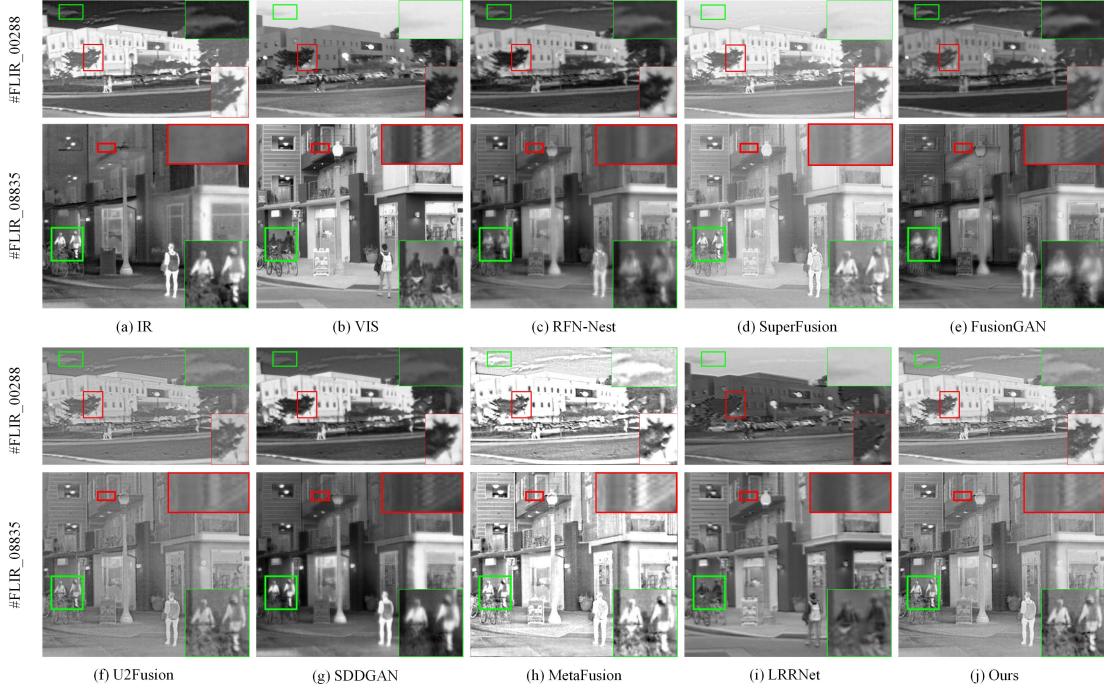 #FLIR_00288
#FLIR_08835
(a) IR
(b) VIS
(c) RFN-Nest
(d) SuperFusion
(e) FusionGAN
#FLIR_00288
#FLIR_08835
(f) U2Fusion
(g) SDDGAN
(h) MetaFusion
(i) LRRNet
(j) Ours